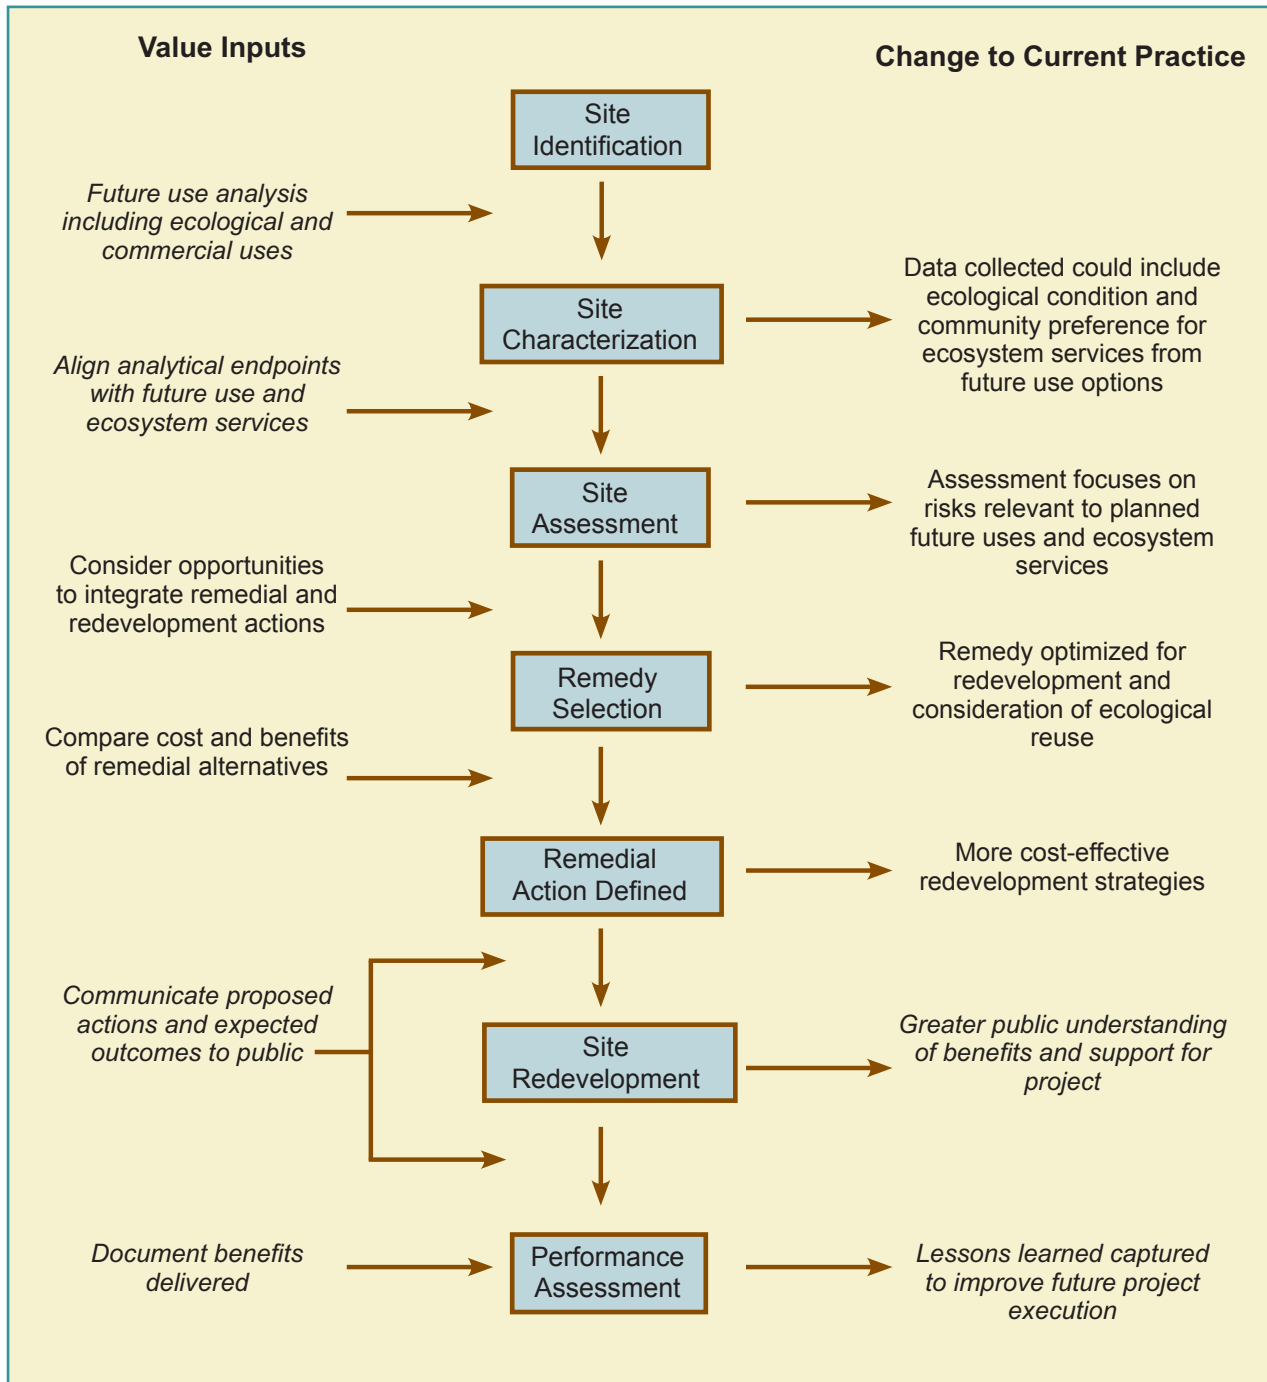 Value Inputs
Change to Current Practice
Site
Identification
Future use analysis
including ecological and
commercial uses
Site
Characterization
Data collected could include
ecological condition and
community preference for
ecosystem services from
future use options
Align analytical endpoints
with future use and
ecosystem services
Site
Assessment
Assessment focuses on
risks relevant to planned
future uses and ecosystem
services
Consider opportunities
to integrate remedial and
redevelopment actions
Remedy
Selection
Remedy optimized for
redevelopment and
consideration of ecological
reuse
Compare cost and benefits
of remedial alternatives
Remedial
Action Defined
More cost-effective
redevelopment strategies
Communicate proposed
actions and expected
outcomes to public
Site
Redevelopment
Greater public understanding
of benefits and support for
project
Document benefits
delivered
Performance
Assessment
Lessons learned captured
to improve future project
execution